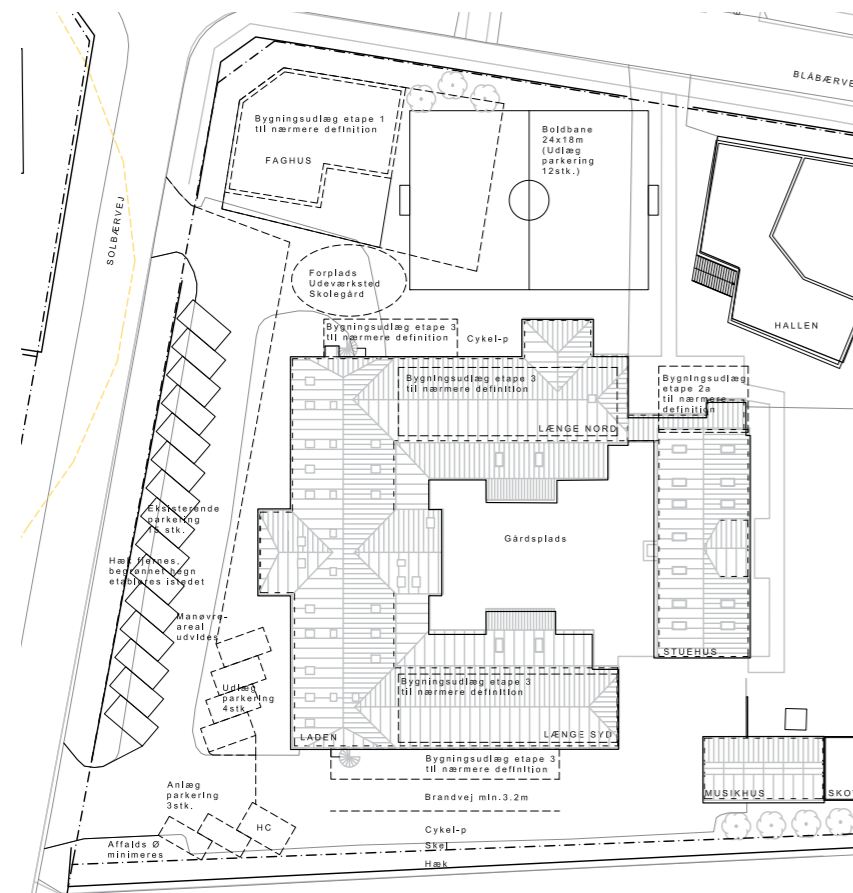 BLÅBÆRVE
Bygningsudlæg etape 1
til nærmere definition
FAGHUS
Boldbane
24x18m
(Udlæg
parkering
12stk.)
SOLBÆRVEJ
Forplads
Udeværksted
Skolegård
HALLEN
Bygningsudlæg etape 3
til nærmere definition
Cykel-p
Bygningsudlæg etape 3
til nærmere definition
LÆNGE NORD
Bygningsudlæg
etape 2a
til nærmere
definition
Eksisterende
parkering
15 stk.
Gårdsplads
Hæk fjernes,
begrønnet hegn
etableres istedet
Manøvre-
areal
udvides
STUEHUS
Udlæg
parkering
4stk.
Bygningsudlæg etape 3
til nærmere definition
LADEN
LÆNGE SYD
Bygningsudlæg etape 3
til nærmere definition
Anlæg
parkering
3stk.
Brandvej min.3.2m
MUSIKHUS
SKO
HC
Cykel-p
Affalds Ø
minimeres
Skel
Hæk